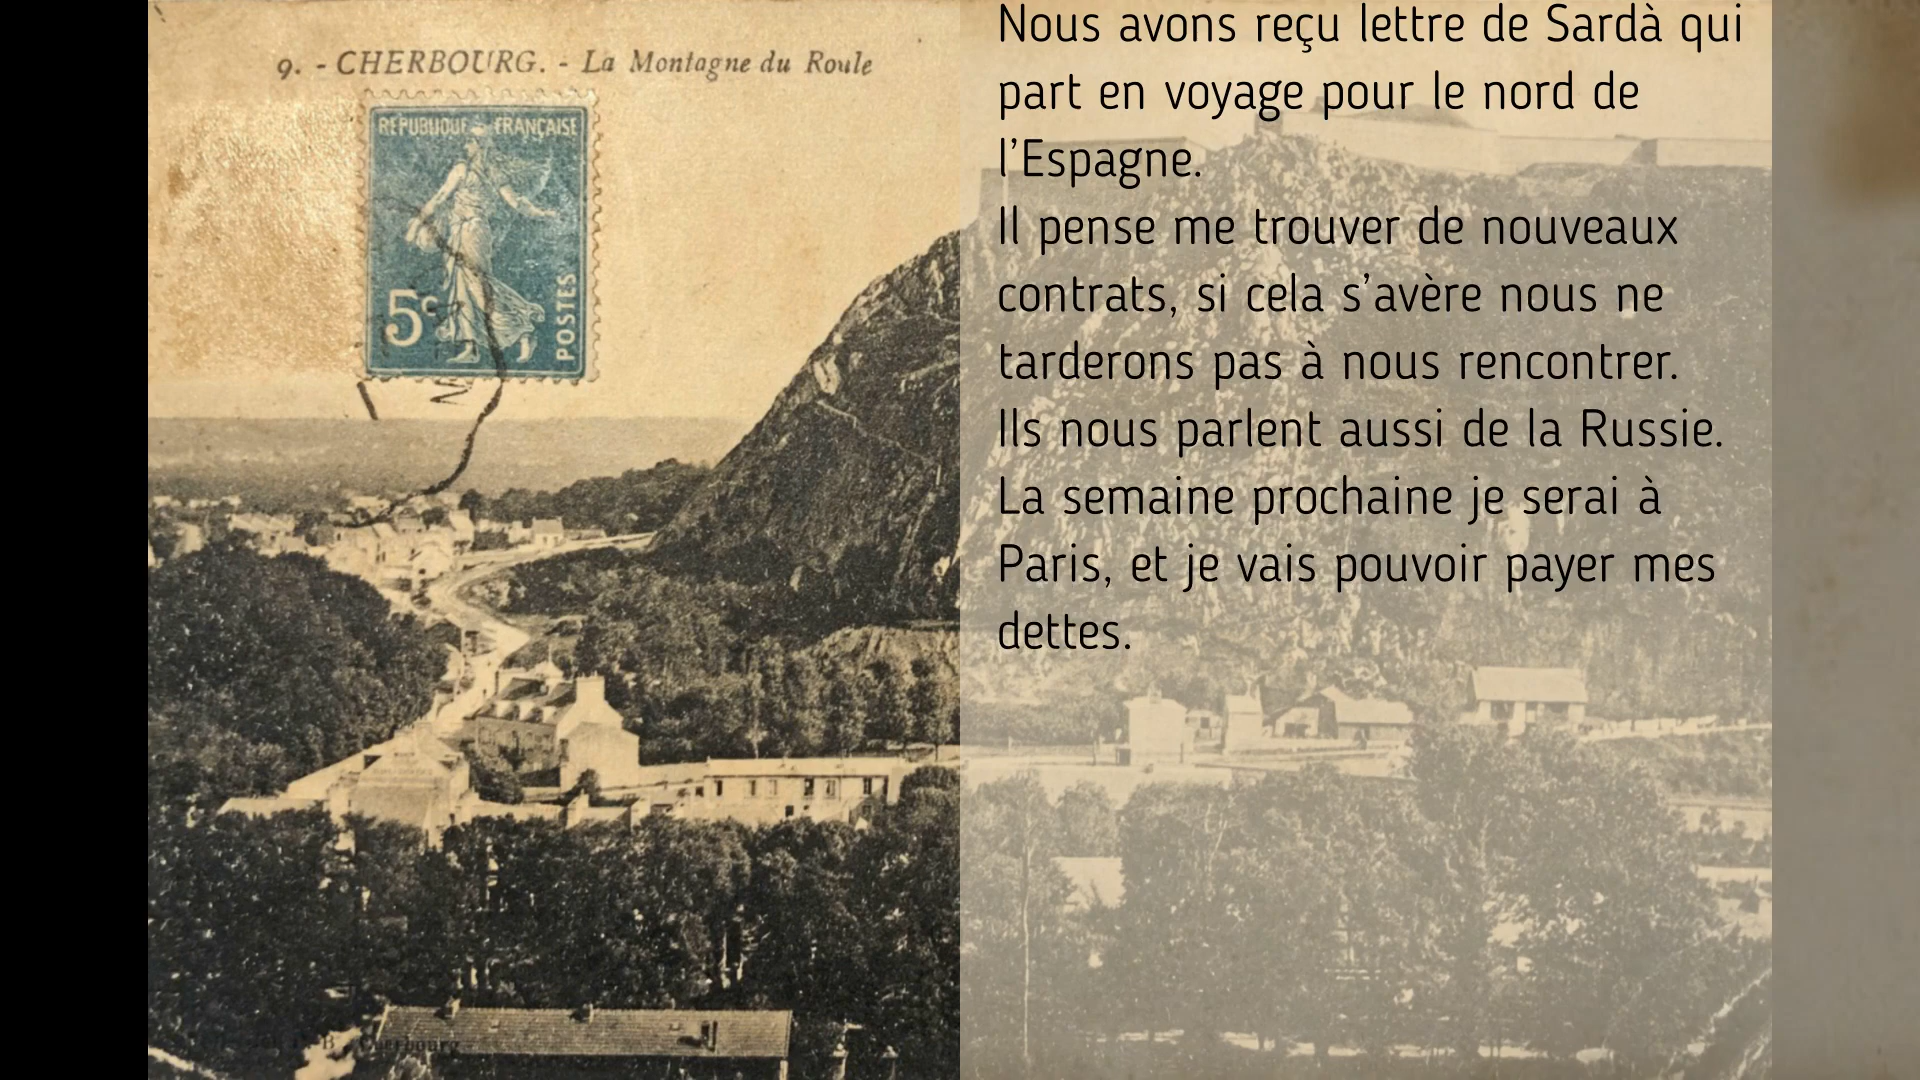 9. - CHERBOURG. - La Montagne du Roule
REPUBLIQUE FRANÇAISE
5c
POSTES
Nous avons reçu lettre de Sardà qui
part en voyage pour le nord de
l’Espagne.
Il pense me trouver de nouveaux
contrats, si cela s’avère nous ne
tarderons pas à nous rencontrer.
Ils nous parlent aussi de la Russie.
La semaine prochaine je serai à
Paris, et je vais pouvoir payer mes
dettes.
Cherbourg